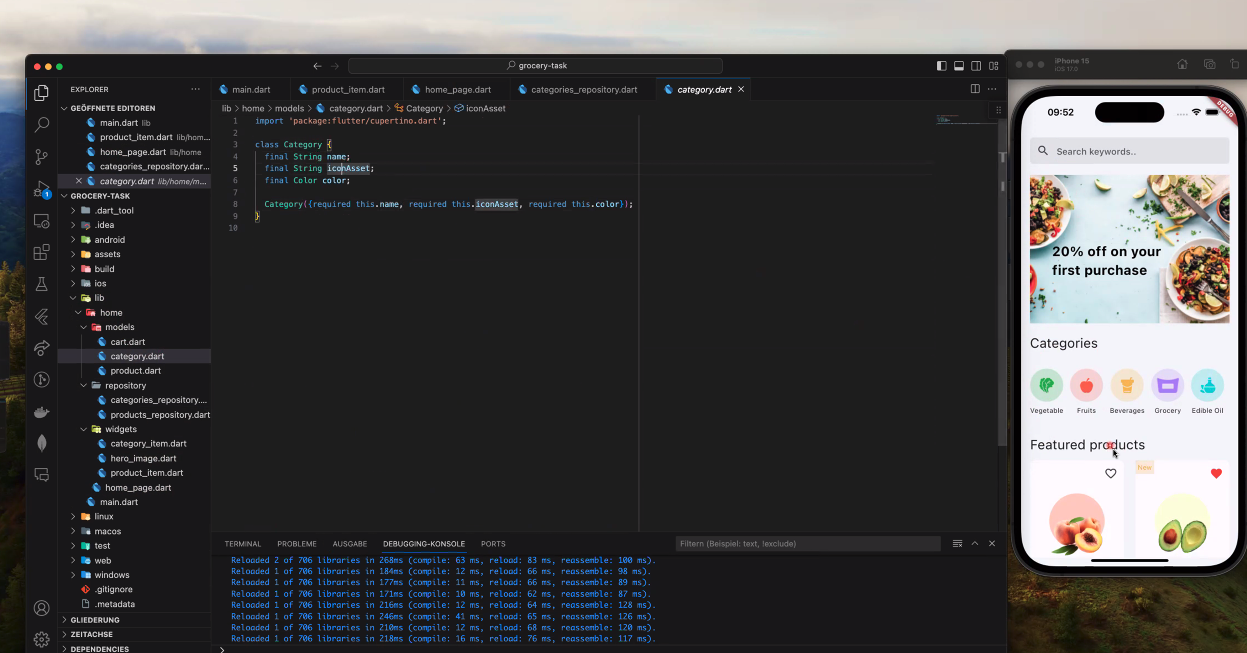 grocery-task
EXPLORER
GEÖFFNETE EDITOREN
main.dart lib
product_item.dart lib/hom...
home_page.dart lib/home
categories_repository.dar...
category.dart lib/home/m...
1
GROCERY-TASK
.dart_tool
.idea
android
assets
build
ios
lib
home
models
cart.dart
category.dart
product.dart
repository
categories_repository....
products_repository.dart
widgets
category_item.dart
hero_image.dart
product_item.dart
home_page.dart
main.dart
linux
macos
test
web
windows
.gitignore
.metadata
GLIEDERUNG
ZEITACHSE
DEPENDENCIES
main.dart product_item.dart home_page.dart categories_repository.dart category.dart
lib > home > models > category.dart > Category > iconAsset
1 import 'package:flutter/cupertino.dart';
2
3 class Category {
4 final String name;
5 final String iconAsset;
6 final Color color;
7
8 Category({required this.name, required this.iconAsset, required this.color});
9 }
10
TERMINAL PROBLEME AUSGABE DEBUGGING-KONSOLE PORTS
Filtern (Beispiel: text, !exclude)
Reloaded 2 of 706 libraries in 268ms (compile: 63 ms, reload: 83 ms, reassemble: 100 ms).
Reloaded 1 of 706 libraries in 184ms (compile: 12 ms, reload: 66 ms, reassemble: 98 ms).
Reloaded 1 of 706 libraries in 177ms (compile: 11 ms, reload: 66 ms, reassemble: 89 ms).
Reloaded 1 of 706 libraries in 171ms (compile: 10 ms, reload: 62 ms, reassemble: 87 ms).
Reloaded 1 of 706 libraries in 216ms (compile: 12 ms, reload: 64 ms, reassemble: 128 ms).
Reloaded 1 of 706 libraries in 246ms (compile: 41 ms, reload: 65 ms, reassemble: 126 ms).
Reloaded 1 of 706 libraries in 210ms (compile: 12 ms, reload: 68 ms, reassemble: 120 ms).
Reloaded 1 of 706 libraries in 218ms (compile: 16 ms, reload: 76 ms, reassemble: 117 ms).
iPhone 15
iOS 17.0
09:52
DEBUG
Search keywords..
20% off on your
first purchase
Categories
Vegetable Fruits Beverages Grocery Edible Oil
Featured products
New